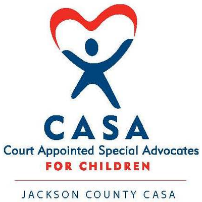 CASA
Court Appointed Special Advocates
FOR CHILDREN
JACKSON COUNTY CASA